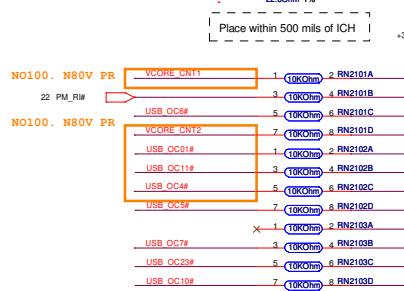 Place within 500 mils of ICH
NO100. N80V PR VCORE_CNT1 1 10KOhm 2 RN2101A
22 PM_RI# 3 10KOhm 4 RN2101B
USB_OC6# 5 10KOhm 6 RN2101C
NO100. N80V PR VCORE_CNT2 7 10KOhm 8 RN2101D
USB_OC01# 1 10KOhm 2 RN2102A
USB_OC11# 3 10KOhm 4 RN2102B
USB_OC4# 5 10KOhm 6 RN2102C
USB_OC5# 7 10KOhm 8 RN2102D
1 10KOhm 2 RN2103A
USB_OC7# 3 10KOhm 4 RN2103B
USB_OC23# 5 10KOhm 6 RN2103C
USB_OC10# 7 10KOhm 8 RN2103D